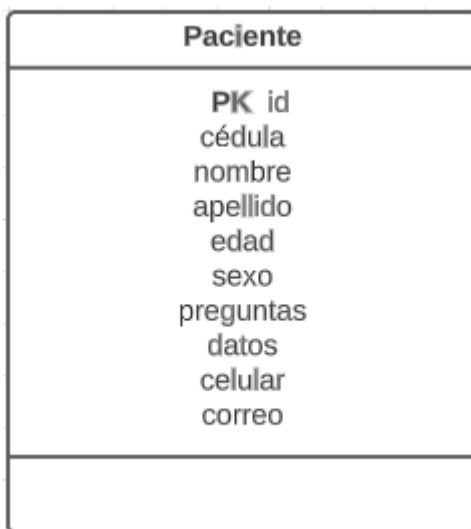 Paciente
PK id
cédula
nombre
apellido
edad
sexo
preguntas
datos
celular
correo